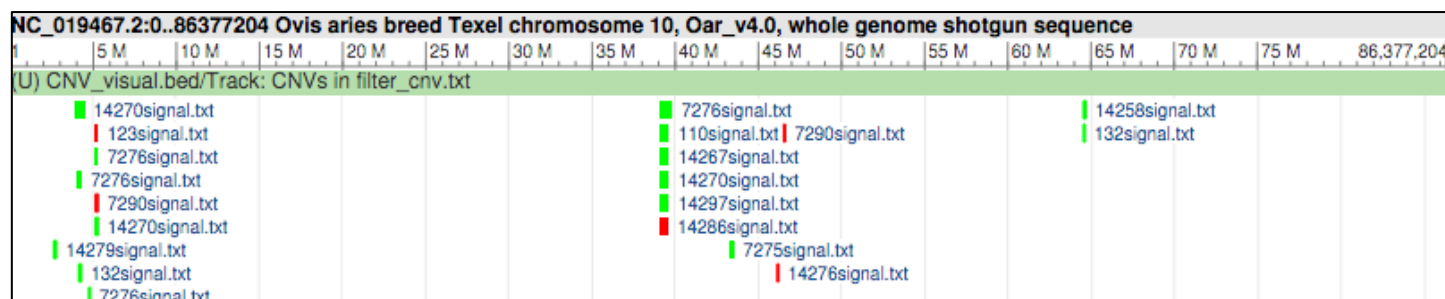 NC_019467.2:0..86377204 Ovis aries breed Texel chromosome 10, Oar_v4.0, whole genome shotgun sequence
1 5 M 10 M 15 M 20 M 25 M 30 M 35 M 40 M 45 M 50 M 55 M 60 M 65 M 70 M 75 M 86,377,204
(U) CNV_visual.bed/Track: CNVs in filter_cnv.txt
14270signal.txt 7276signal.txt 14258signal.txt
123signal.txt 110signal.txt 7290signal.txt 132signal.txt
7276signal.txt 14267signal.txt
7276signal.txt 14270signal.txt
7290signal.txt 14297signal.txt
14270signal.txt 14286signal.txt
14279signal.txt 7275signal.txt
132signal.txt 14276signal.txt
7276signal.txt